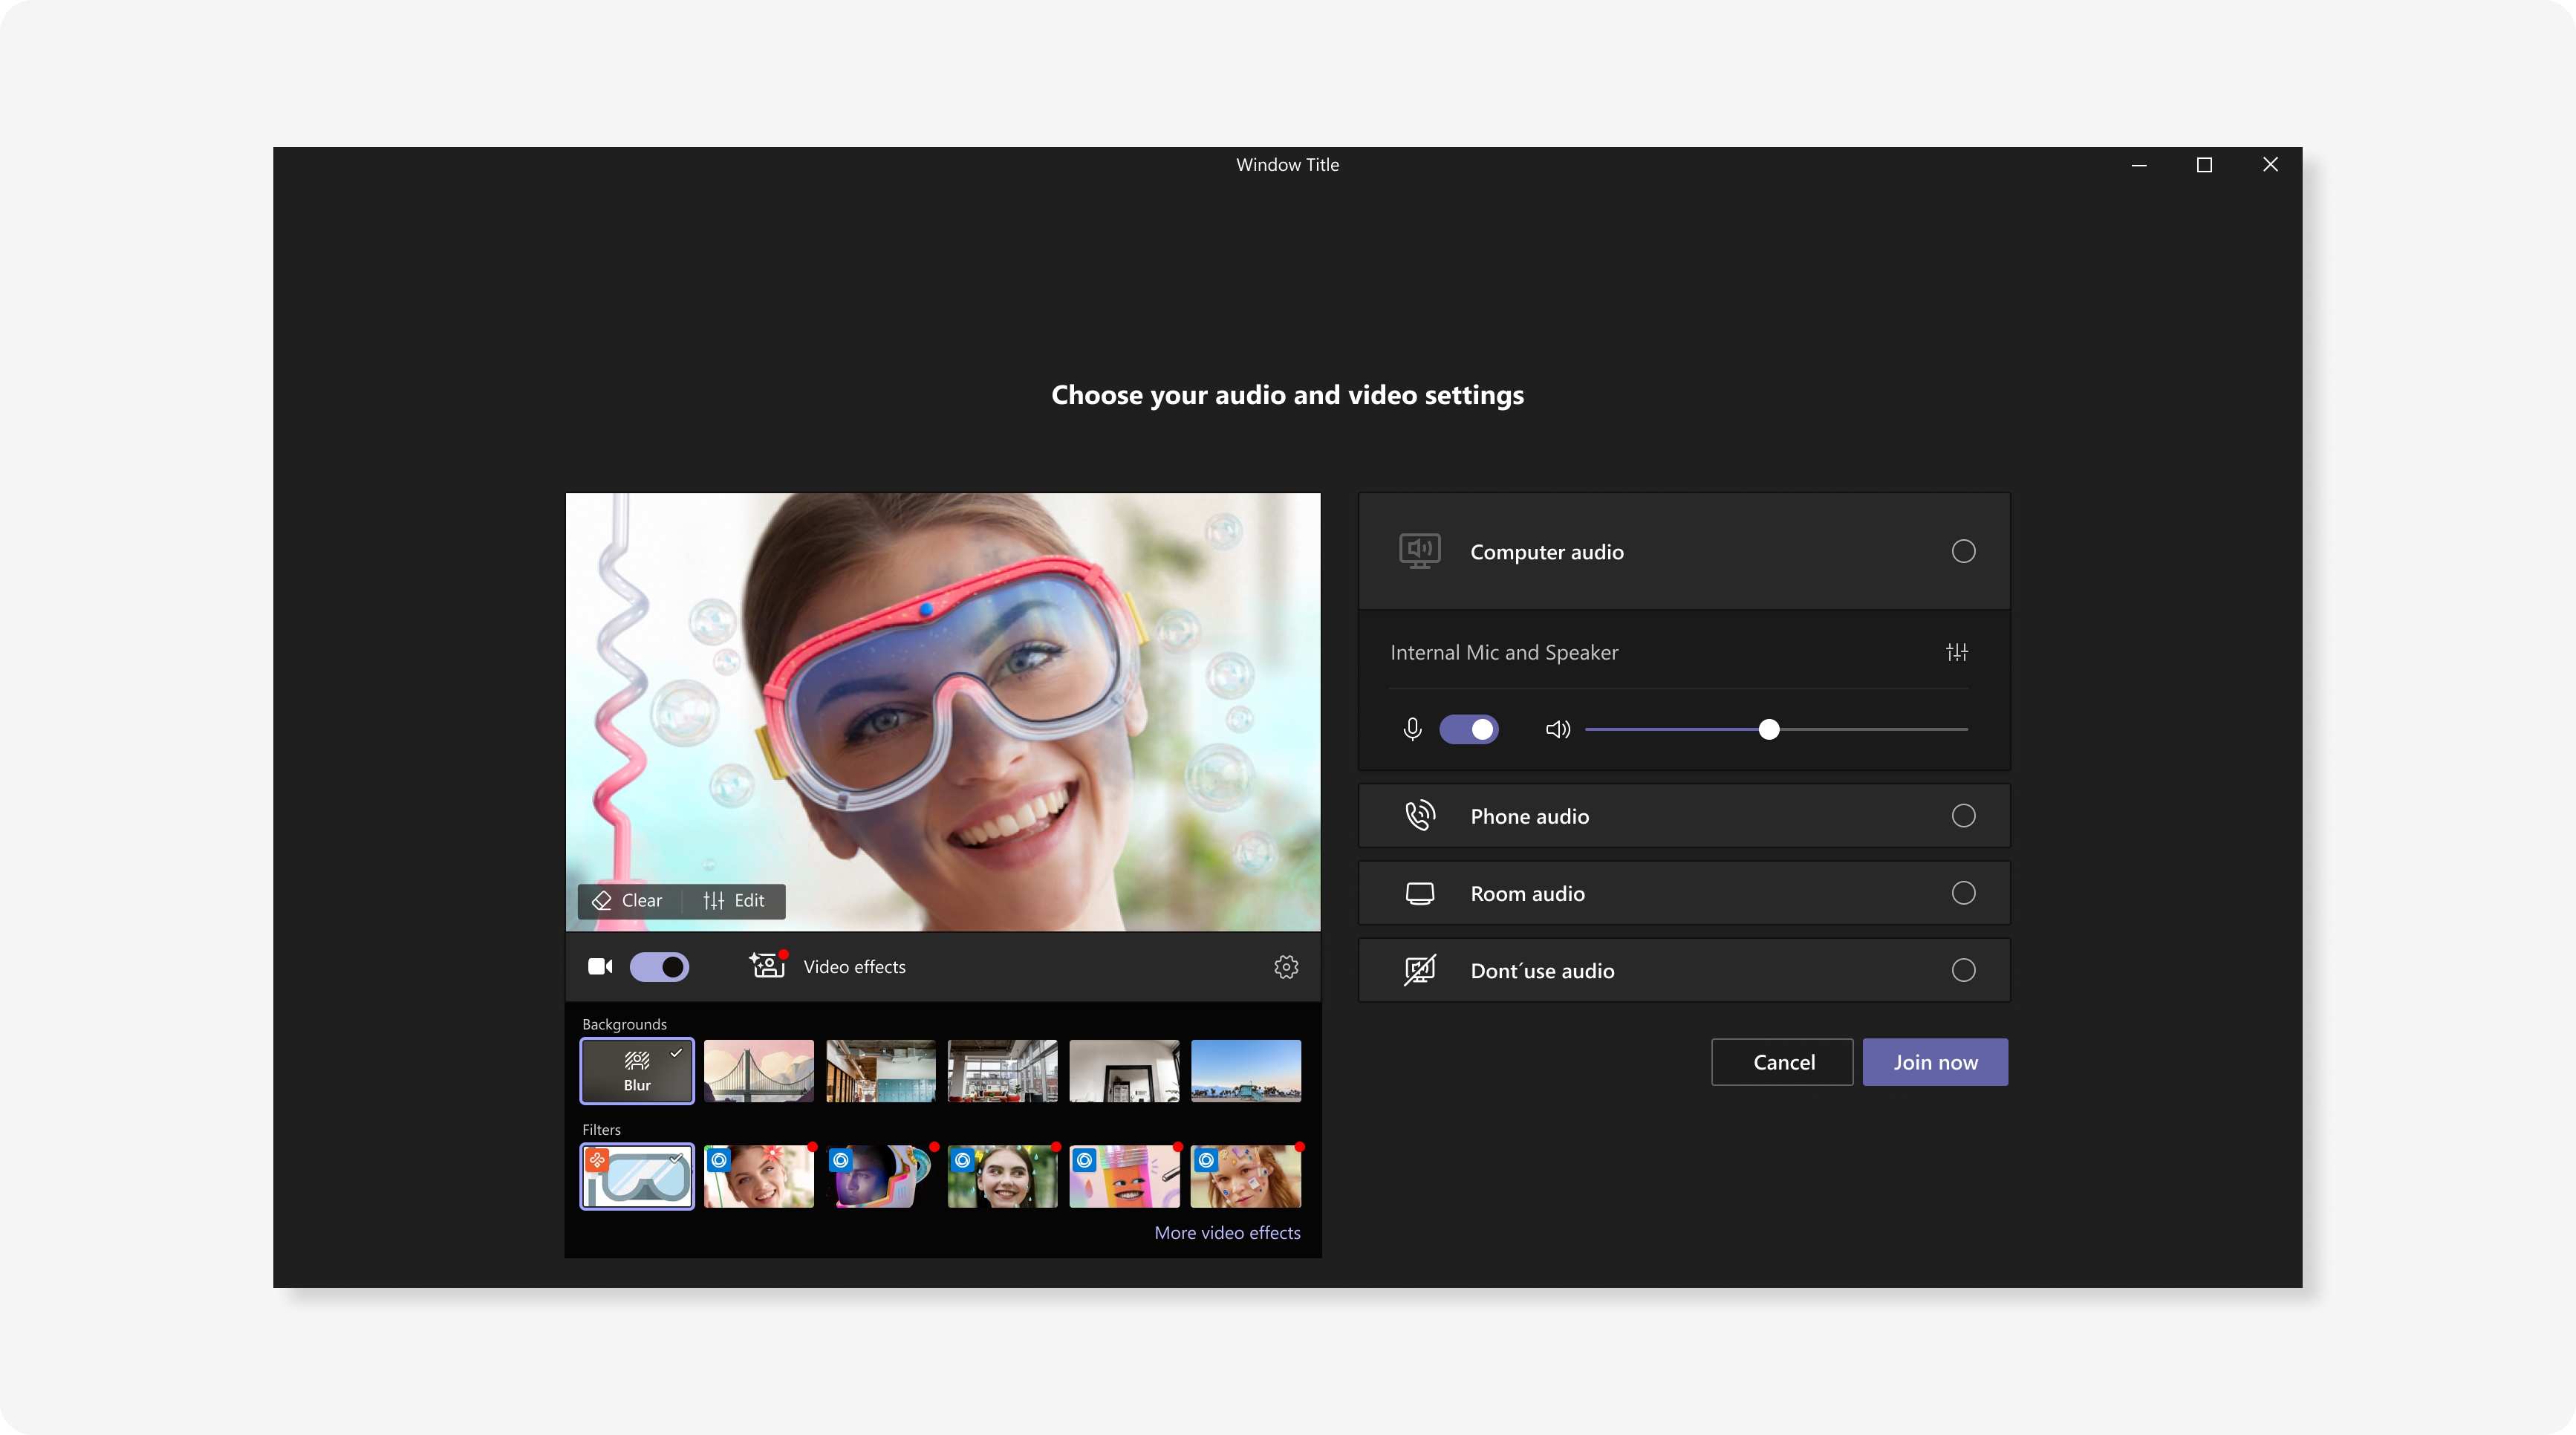 Window Title
Choose your audio and video settings
Computer audio
Internal Mic and Speaker
Clear
Edit
Phone audio
Room audio
Video effects
Dont´use audio
Backgrounds
Blur
Cancel
Join now
Filters
More video effects